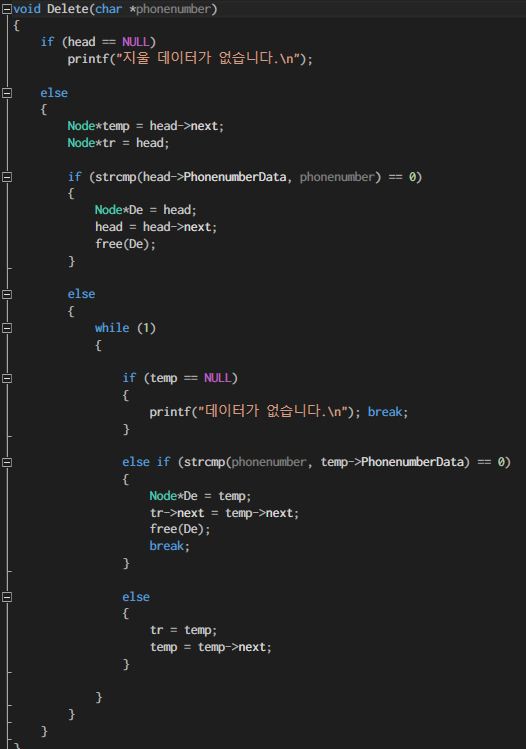 void Delete(char *phonenumber)
{
    if (head == NULL)
        printf("지울 데이터가 없습니다.\n");
    else
    {
        Node*temp = head->next;
        Node*tr = head;
        if (strcmp(head->PhonenumberData, phonenumber) == 0)
        {
            Node*De = head;
            head = head->next;
            free(De);
        }
        else
        {
            while (1)
            {
                if (temp == NULL)
                {
                    printf("데이터가 없습니다.\n"); break;
                }
                else if (strcmp(phonenumber, temp->PhonenumberData) == 0)
                {
                    Node*De = temp;
                    tr->next = temp->next;
                    free(De);
                    break;
                }
                else
                {
                    tr = temp;
                    temp = temp->next;
                }
            }
        }
    }
}